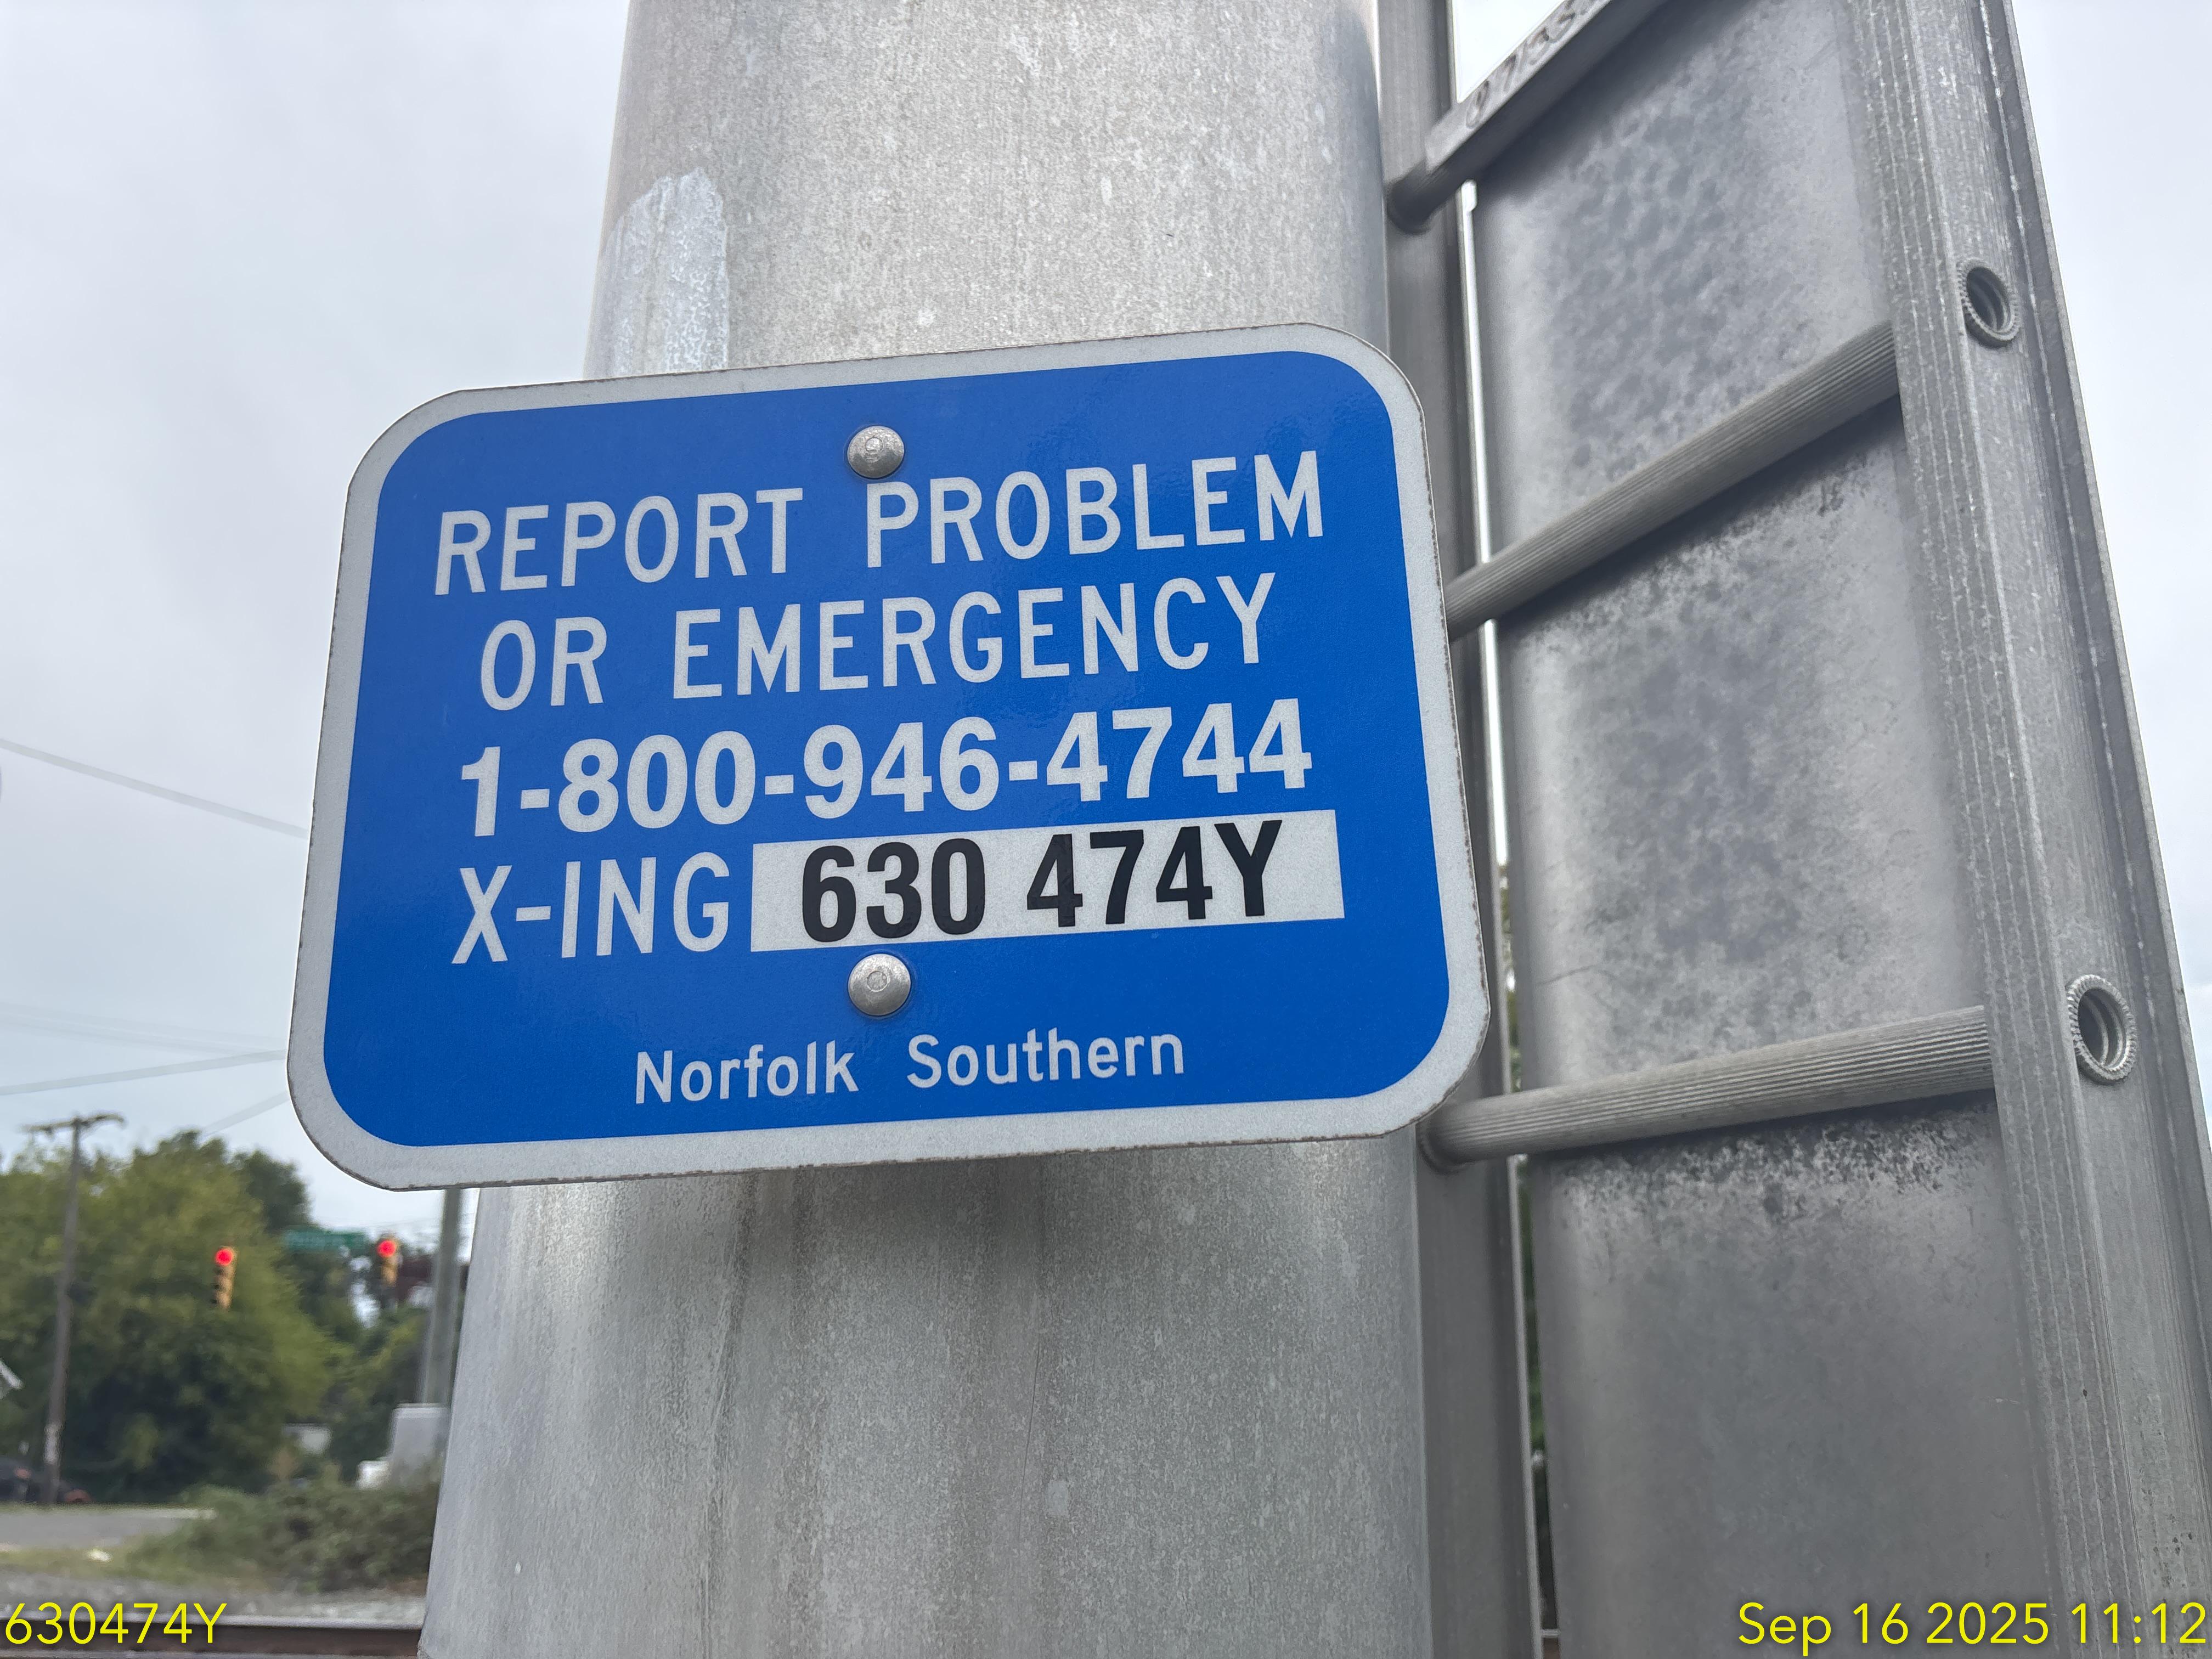 REPORT PROBLEM
OR EMERGENCY
1-800-946-4744
X-ING 630 474Y
Norfolk Southern
630474Y
Sep 16 2025 11:12